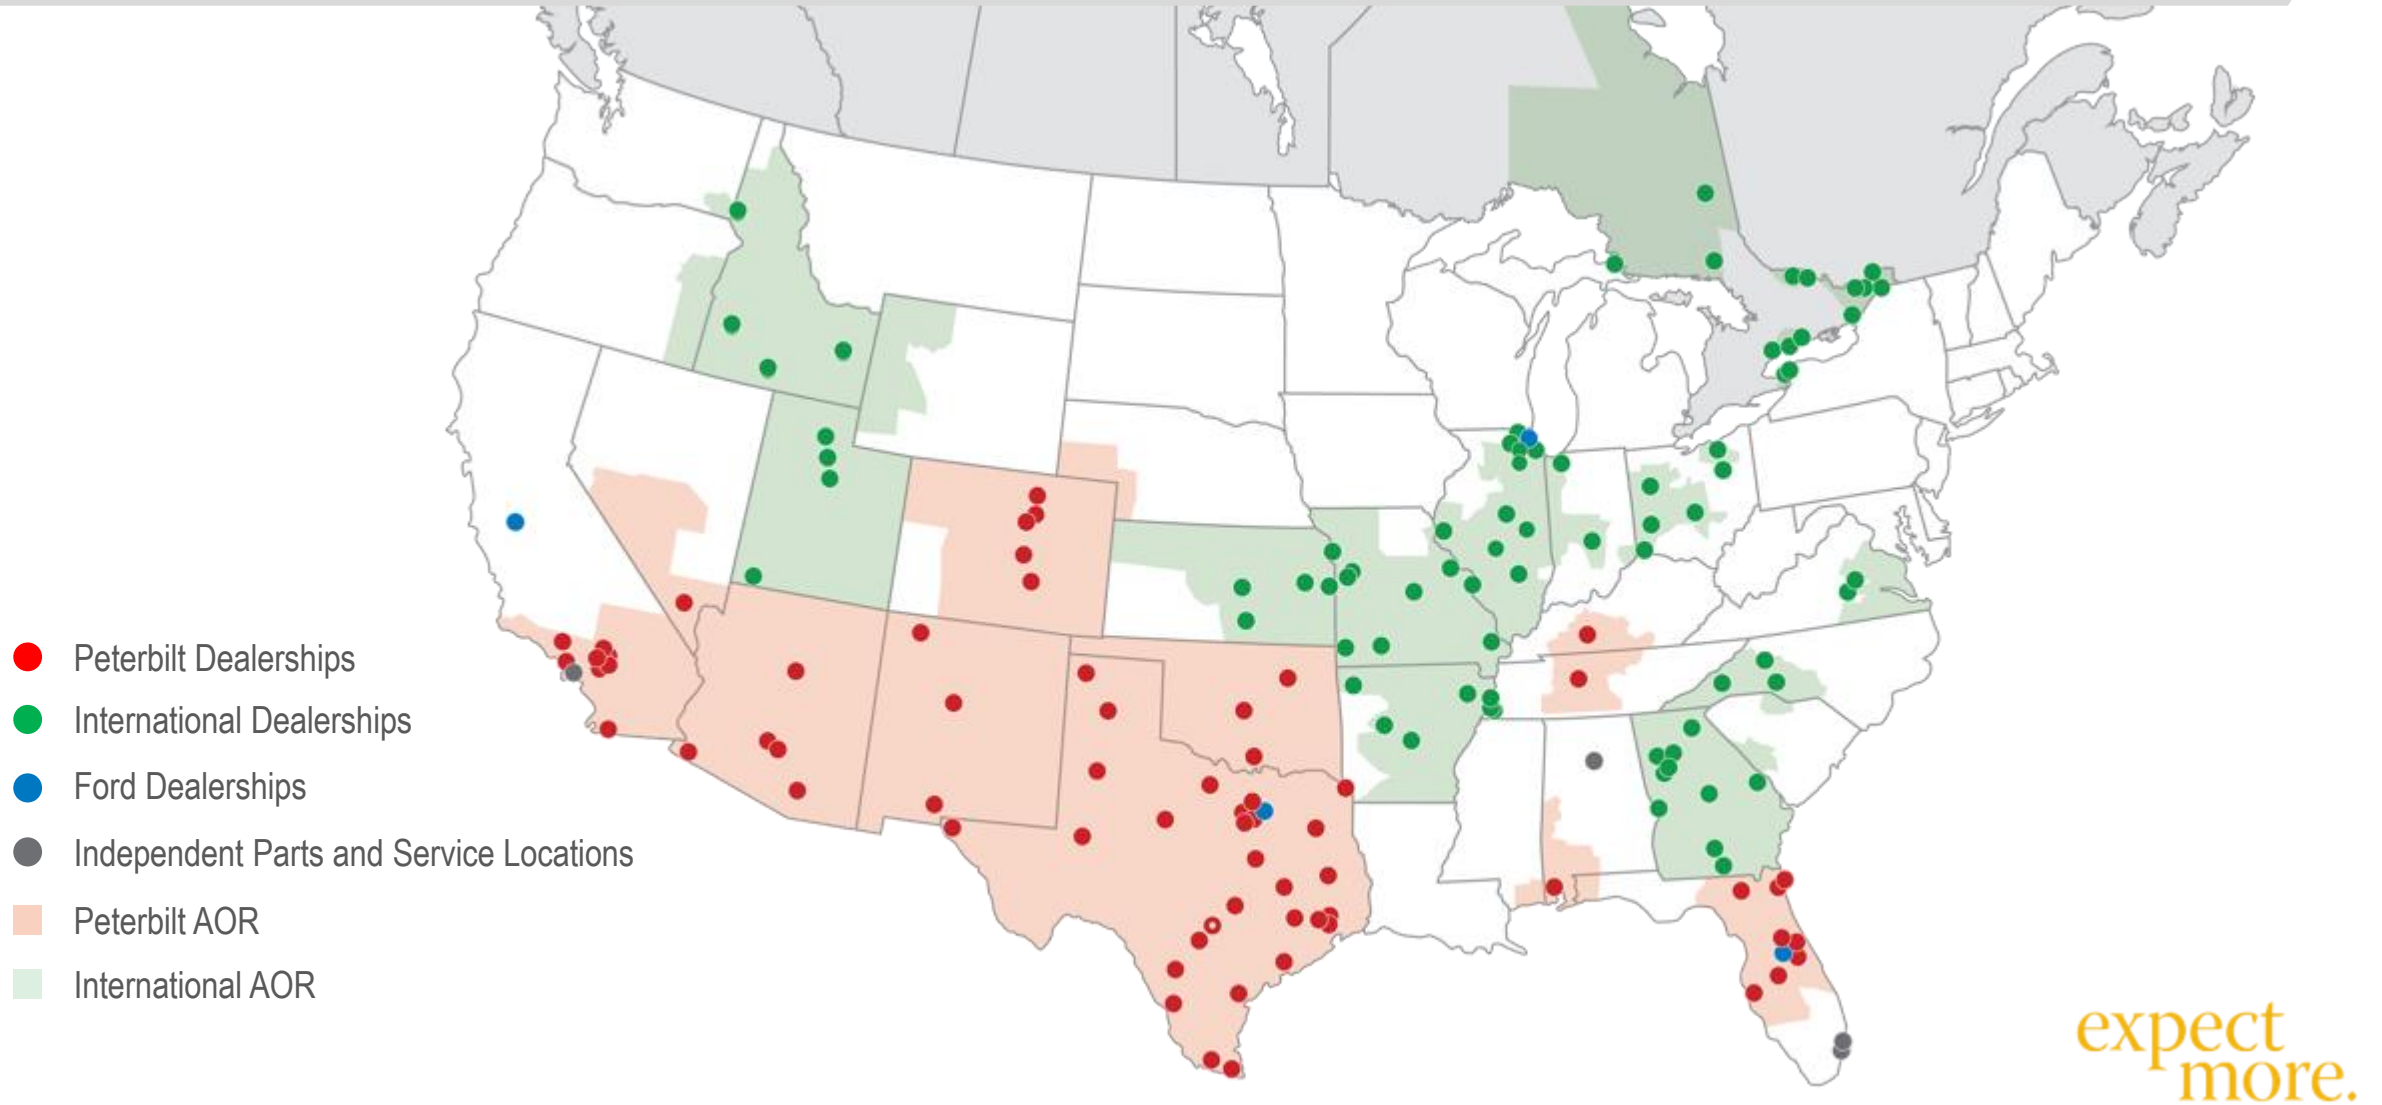 Peterbilt Dealerships
International Dealerships
Ford Dealerships
Independent Parts and Service Locations
Peterbilt AOR
International AOR
expect
more.